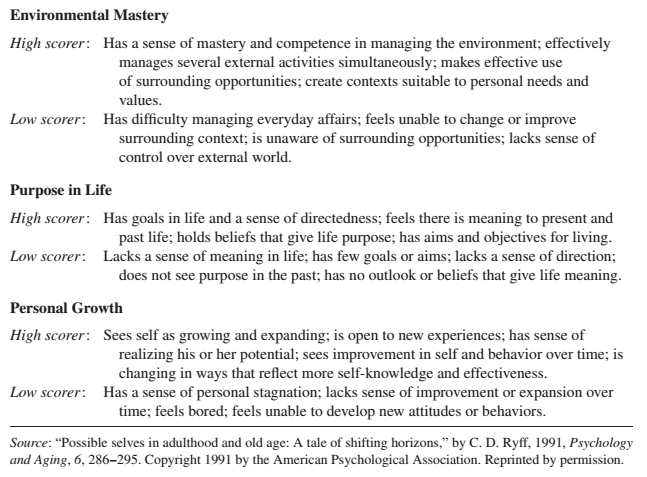 Environmental Mastery
High scorer: Has a sense of mastery and competence in managing the environment; effectively
manages several external activities simultaneously; makes effective use
of surrounding opportunities; create contexts suitable to personal needs and
values.
Low scorer: Has difficulty managing everyday affairs; feels unable to change or improve
surrounding context; is unaware of surrounding opportunities; lacks sense of
control over external world.
Purpose in Life
High scorer: Has goals in life and a sense of directedness; feels there is meaning to present and
past life; holds beliefs that give life purpose; has aims and objectives for living.
Low scorer: Lacks a sense of meaning in life; has few goals or aims; lacks a sense of direction;
does not see purpose in the past; has no outlook or beliefs that give life meaning.
Personal Growth
High scorer: Sees self as growing and expanding; is open to new experiences; has sense of
realizing his or her potential; sees improvement in self and behavior over time; is
changing in ways that reflect more self-knowledge and effectiveness.
Low scorer: Has a sense of personal stagnation; lacks sense of improvement or expansion over
time; feels bored; feels unable to develop new attitudes or behaviors.
Source: “Possible selves in adulthood and old age: A tale of shifting horizons,” by C. D. Ryff, 1991, Psychology
and Aging, 6, 286–295. Copyright 1991 by the American Psychological Association. Reprinted by permission.